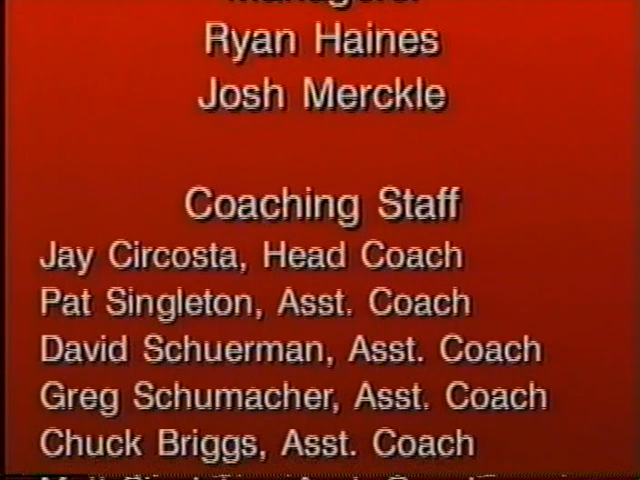 Managers:
Ryan Haines
Josh Merckle
Coaching Staff
Jay Circosta, Head Coach
Pat Singleton, Asst. Coach
David Schuerman, Asst. Coach
Greg Schumacher, Asst. Coach
Chuck Briggs, Asst. Coach